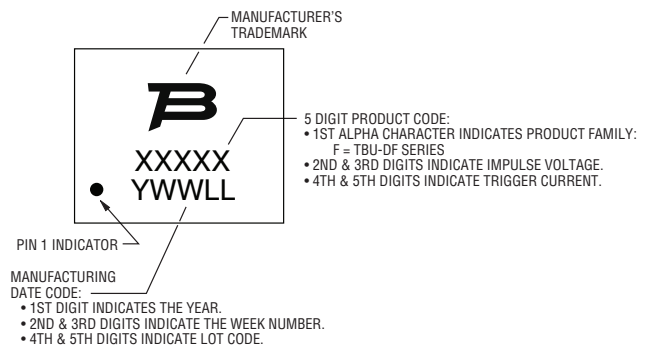 MANUFACTURER'S
TRADEMARK
B
XXXXX
YWWLL
5 DIGIT PRODUCT CODE:
• 1ST ALPHA CHARACTER INDICATES PRODUCT FAMILY:
F = TBU-DF SERIES
• 2ND & 3RD DIGITS INDICATE IMPULSE VOLTAGE.
• 4TH & 5TH DIGITS INDICATE TRIGGER CURRENT.
PIN 1 INDICATOR
MANUFACTURING
DATE CODE:
• 1ST DIGIT INDICATES THE YEAR.
• 2ND & 3RD DIGITS INDICATE THE WEEK NUMBER.
• 4TH & 5TH DIGITS INDICATE LOT CODE.